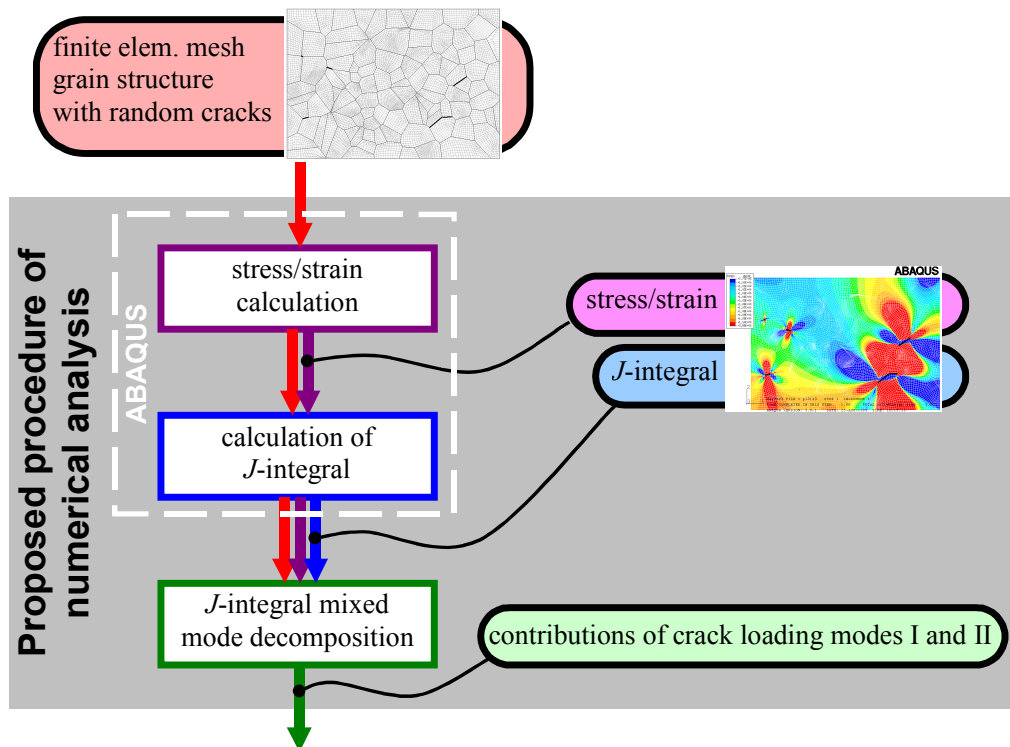 finite elem. mesh
grain structure
with random cracks
Proposed procedure of
numerical analysis
ABAQUS
stress/strain
calculation
calculation of
J-integral
J-integral mixed
mode decomposition
stress/strain
J-integral
ABAQUS
contributions of crack loading modes I and II